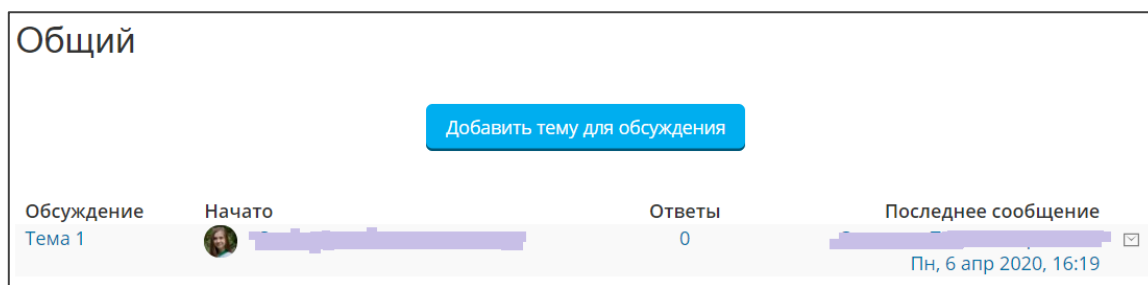 Общий
Добавить тему для обсуждения
Обсуждение Начато Ответы Последнее сообщение
Тема 1 0
Пн, 6 апр 2020, 16:19